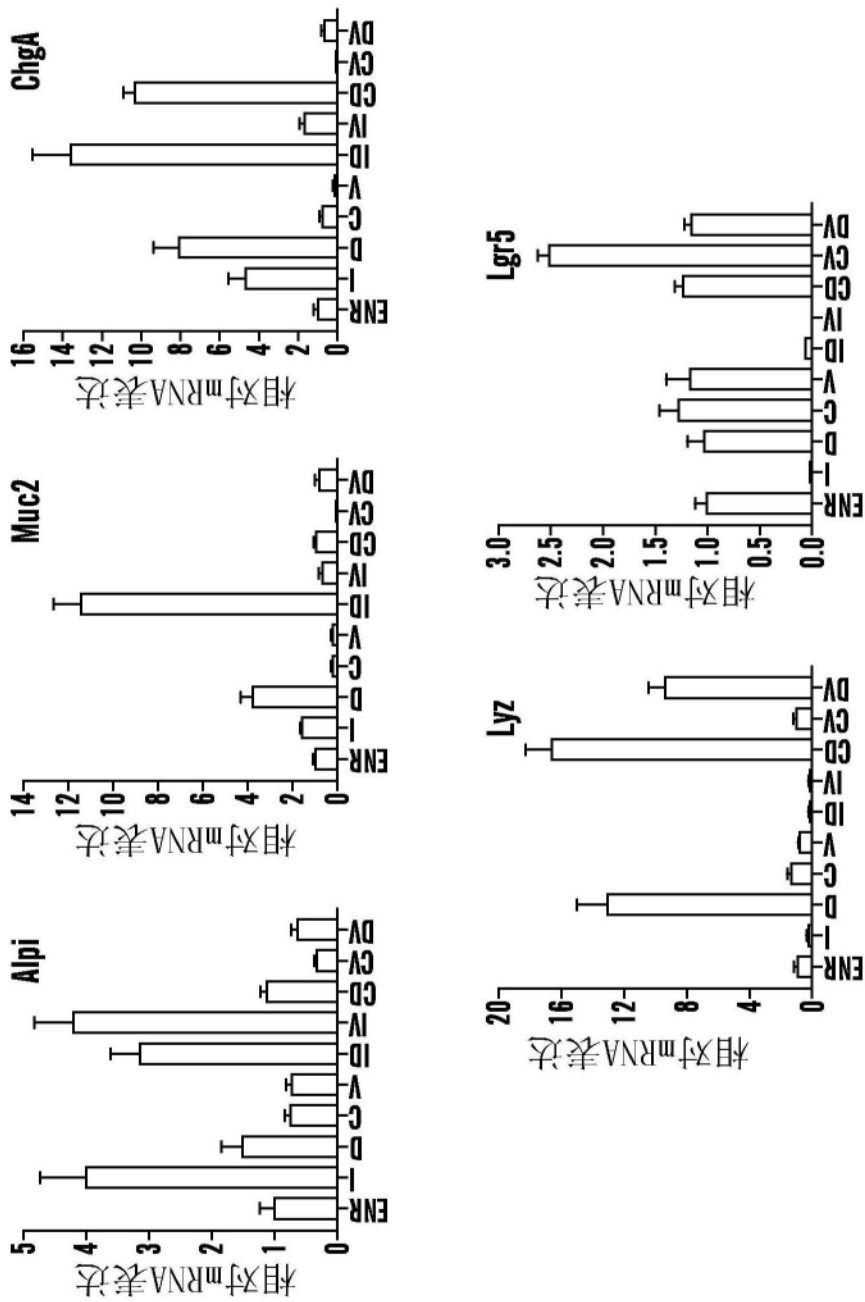 Alpi
相对mRNA表达
5
4
3
2
1
0
ENR I D C V ID IV CD CV DV
Muc2
相对mRNA表达
14
12
10
8
6
4
2
0
ENR I D C V ID IV CD CV DV
ChgA
相对mRNA表达
16
14
12
10
8
6
4
2
0
ENR I D C V ID IV CD CV DV
Lyz
相对mRNA表达
20
16
12
8
4
0
ENR I D C V ID IV CD CV DV
Lgr5
相对mRNA表达
3.0
2.5
2.0
1.5
1.0
0.5
0.0
ENR I D C V ID IV CD CV DV